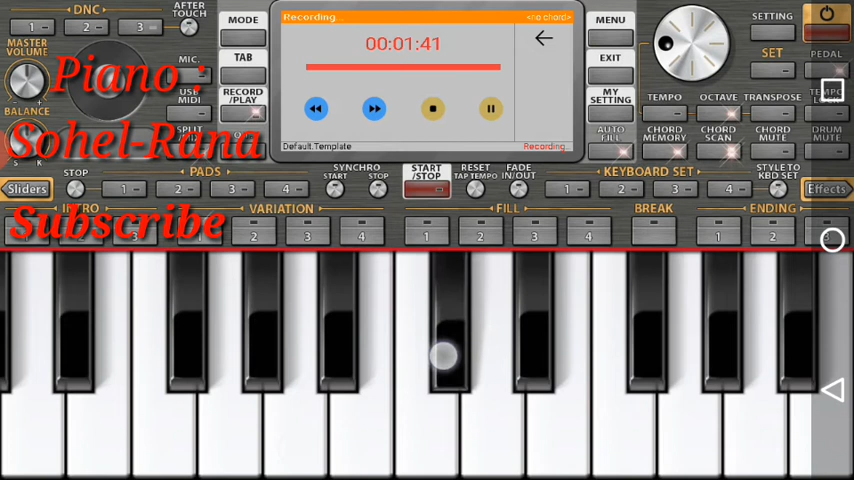 DNC
AFTER TOUCH
1 2 3
MASTER VOLUME
BALANCE
MIC.
USB MIDI
MODE
TAB
RECORD /PLAY
Recording... <no chord>
00:01:41
Default.Template Recording...
MENU
EXIT
MY SETTING
AUTO FILL
SETTING
SET
PEDAL
TEMPO OCTAVE TRANSPOSE
CHORD MEMORY CHORD SCAN CHORD MUTE DRUM MUTE
Piano :
Sohel-Rana
Subscribe
Sliders
STOP PADS
1 2 3 4
SYNCHRO
START STOP
START /STOP
RESET TAP TEMPO
FADE IN/OUT
KEYBOARD SET
1 2 3 4
STYLE TO KBD SET
Effects
INTRO VARIATION FILL BREAK ENDING
2 3 4 1 2 3 4 1 2